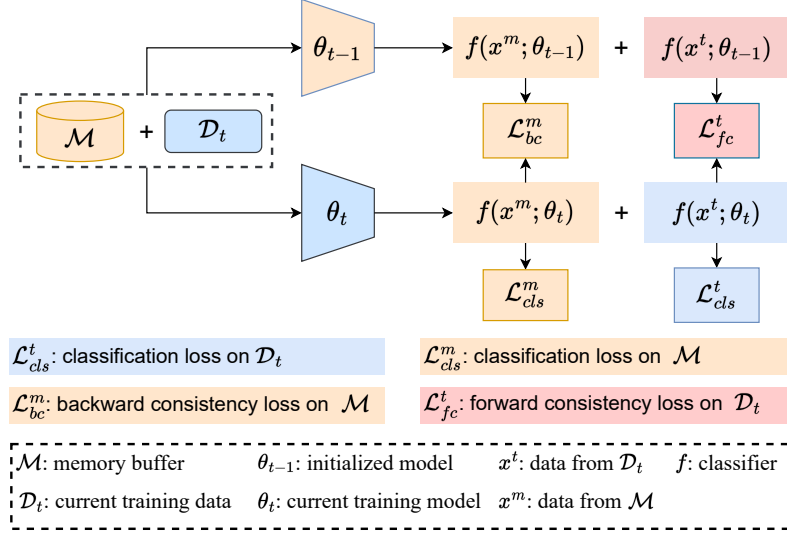 θ_{t−1} f(x^m; θ_{t−1}) + f(x^t; θ_{t−1})
ℳ + 𝒟_t ℒ^m_{bc} ℒ^t_{fc}
θ_t f(x^m; θ_t) + f(x^t; θ_t)
ℒ^m_{cls} ℒ^t_{cls}
ℒ^t_{cls}: classification loss on 𝒟_t ℒ^m_{cls}: classification loss on ℳ
ℒ^m_{bc}: backward consistency loss on ℳ ℒ^t_{fc}: forward consistency loss on 𝒟_t
ℳ: memory buffer θ_{t−1}: initialized model x^t: data from 𝒟_t f: classifier
𝒟_t: current training data θ_t: current training model x^m: data from ℳ